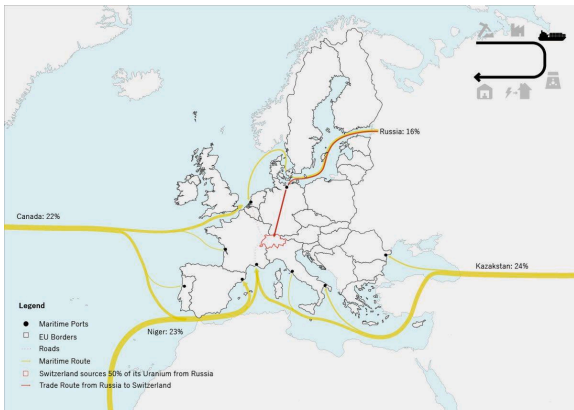 Russia: 16%
Canada: 22%
Kazakstan: 24%
Niger: 23%
Legend
Maritime Ports
EU Borders
Roads
Maritime Route
Switzerland sources 50% of its Uranium from Russia
Trade Route from Russia to Switzerland